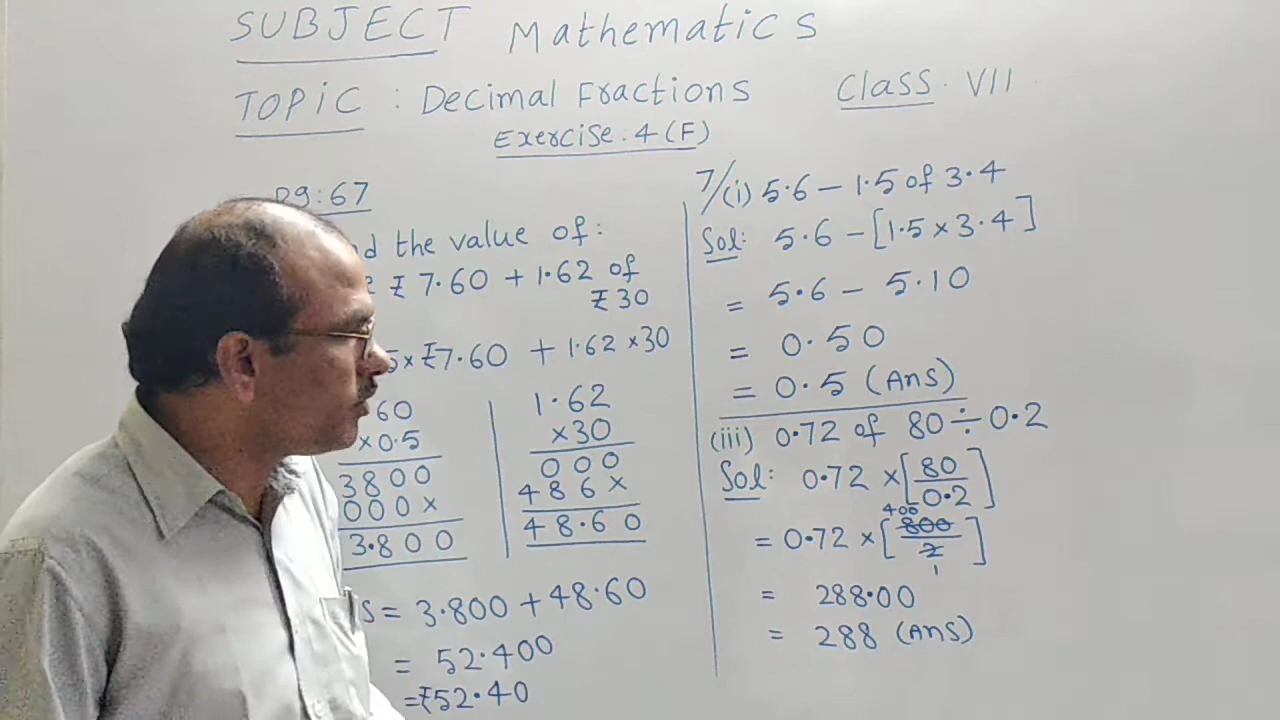 SUBJECT Mathematics
TOPIC : Decimal Fractions Class. VII
Exercise. 4 (F)
Pg: 67
the value of:
₹ 7.60 + 1.62 of
₹ 30
5 × ₹7.60 + 1.62 × 30
60
×0.5
3800
000×
3.800
1.62
×30
000
486×
48.60
S = 3.800 + 48.60
= 52.400
= ₹52.40
7/(i) 5.6 – 1.5 of 3.4
Sol: 5.6 – [1.5 × 3.4]
= 5.6 – 5.10
= 0.50
= 0.5 (Ans)
(iii) 0.72 of 80 ÷ 0.2
Sol: 0.72 × [80/0.2]
400
= 0.72 × [800/2]
1
= 288.00
= 288 (Ans)